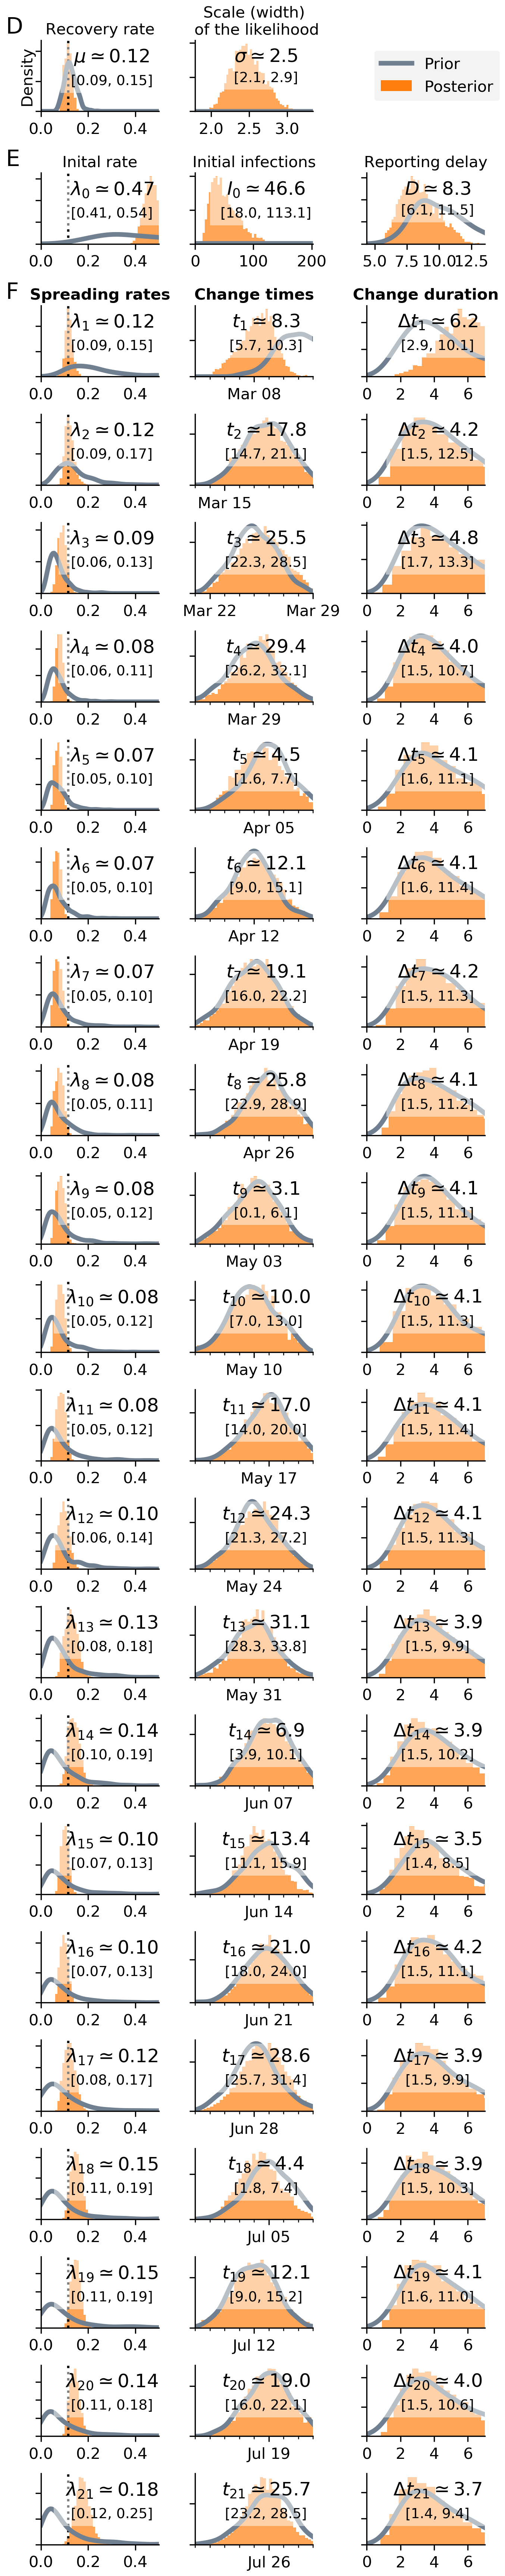 D
Recovery rate
Scale (width)
of the likelihood
Density
μ ≃ 0.12
[0.09, 0.15]
0.0 0.2 0.4
σ ≃ 2.5
[2.1, 2.9]
2.0 2.5 3.0
Prior
Posterior
E
Inital rate
Initial infections
Reporting delay
λ0 ≃ 0.47
[0.41, 0.54]
0.0 0.2 0.4
I0 ≃ 46.6
[18.0, 113.1]
0 100 200
D ≃ 8.3
[6.1, 11.5]
5.0 7.5 10.0 12.5
F
Spreading rates
Change times
Change duration
λ1 ≃ 0.12
[0.09, 0.15]
0.0 0.2 0.4
t1 ≃ 8.3
[5.7, 10.3]
Mar 08
Δt1 ≃ 6.2
[2.9, 10.1]
0 2 4 6
λ2 ≃ 0.12
[0.09, 0.17]
0.0 0.2 0.4
t2 ≃ 17.8
[14.7, 21.1]
Mar 15
Δt2 ≃ 4.2
[1.5, 12.5]
0 2 4 6
λ3 ≃ 0.09
[0.06, 0.13]
0.0 0.2 0.4
t3 ≃ 25.5
[22.3, 28.5]
Mar 22 Mar 29
Δt3 ≃ 4.8
[1.7, 13.3]
0 2 4 6
λ4 ≃ 0.08
[0.06, 0.11]
0.0 0.2 0.4
t4 ≃ 29.4
[26.2, 32.1]
Mar 29
Δt4 ≃ 4.0
[1.5, 10.7]
0 2 4 6
λ5 ≃ 0.07
[0.05, 0.10]
0.0 0.2 0.4
t5 ≃ 4.5
[1.6, 7.7]
Apr 05
Δt5 ≃ 4.1
[1.6, 11.1]
0 2 4 6
λ6 ≃ 0.07
[0.05, 0.10]
0.0 0.2 0.4
t6 ≃ 12.1
[9.0, 15.1]
Apr 12
Δt6 ≃ 4.1
[1.6, 11.4]
0 2 4 6
λ7 ≃ 0.07
[0.05, 0.10]
0.0 0.2 0.4
t7 ≃ 19.1
[16.0, 22.2]
Apr 19
Δt7 ≃ 4.2
[1.5, 11.3]
0 2 4 6
λ8 ≃ 0.08
[0.05, 0.11]
0.0 0.2 0.4
t8 ≃ 25.8
[22.9, 28.9]
Apr 26
Δt8 ≃ 4.1
[1.5, 11.2]
0 2 4 6
λ9 ≃ 0.08
[0.05, 0.12]
0.0 0.2 0.4
t9 ≃ 3.1
[0.1, 6.1]
May 03
Δt9 ≃ 4.1
[1.5, 11.1]
0 2 4 6
λ10 ≃ 0.08
[0.05, 0.12]
0.0 0.2 0.4
t10 ≃ 10.0
[7.0, 13.0]
May 10
Δt10 ≃ 4.1
[1.5, 11.3]
0 2 4 6
λ11 ≃ 0.08
[0.05, 0.12]
0.0 0.2 0.4
t11 ≃ 17.0
[14.0, 20.0]
May 17
Δt11 ≃ 4.1
[1.5, 11.4]
0 2 4 6
λ12 ≃ 0.10
[0.06, 0.14]
0.0 0.2 0.4
t12 ≃ 24.3
[21.3, 27.2]
May 24
Δt12 ≃ 4.1
[1.5, 11.3]
0 2 4 6
λ13 ≃ 0.13
[0.08, 0.18]
0.0 0.2 0.4
t13 ≃ 31.1
[28.3, 33.8]
May 31
Δt13 ≃ 3.9
[1.5, 9.9]
0 2 4 6
λ14 ≃ 0.14
[0.10, 0.19]
0.0 0.2 0.4
t14 ≃ 6.9
[3.9, 10.1]
Jun 07
Δt14 ≃ 3.9
[1.5, 10.2]
0 2 4 6
λ15 ≃ 0.10
[0.07, 0.13]
0.0 0.2 0.4
t15 ≃ 13.4
[11.1, 15.9]
Jun 14
Δt15 ≃ 3.5
[1.4, 8.5]
0 2 4 6
λ16 ≃ 0.10
[0.07, 0.13]
0.0 0.2 0.4
t16 ≃ 21.0
[18.0, 24.0]
Jun 21
Δt16 ≃ 4.2
[1.5, 11.1]
0 2 4 6
λ17 ≃ 0.12
[0.08, 0.17]
0.0 0.2 0.4
t17 ≃ 28.6
[25.7, 31.4]
Jun 28
Δt17 ≃ 3.9
[1.5, 9.9]
0 2 4 6
λ18 ≃ 0.15
[0.11, 0.19]
0.0 0.2 0.4
t18 ≃ 4.4
[1.8, 7.4]
Jul 05
Δt18 ≃ 3.9
[1.5, 10.3]
0 2 4 6
λ19 ≃ 0.15
[0.11, 0.19]
0.0 0.2 0.4
t19 ≃ 12.1
[9.0, 15.2]
Jul 12
Δt19 ≃ 4.1
[1.6, 11.0]
0 2 4 6
λ20 ≃ 0.14
[0.11, 0.18]
0.0 0.2 0.4
t20 ≃ 19.0
[16.0, 22.1]
Jul 19
Δt20 ≃ 4.0
[1.5, 10.6]
0 2 4 6
λ21 ≃ 0.18
[0.12, 0.25]
0.0 0.2 0.4
t21 ≃ 25.7
[23.2, 28.5]
Jul 26
Δt21 ≃ 3.7
[1.4, 9.4]
0 2 4 6